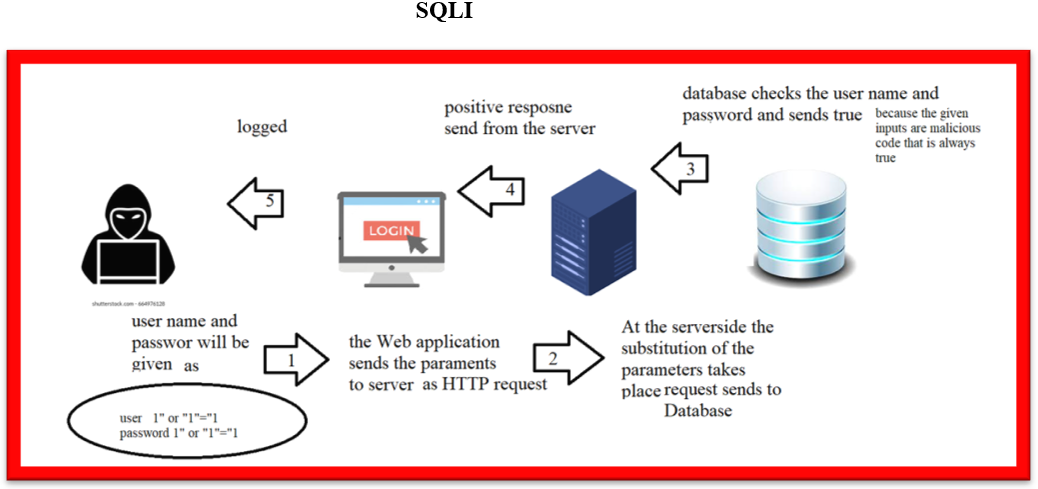 SQLI
database checks the user name and
password and sends true
because the given
inputs are malicious
code that is always
true
positive resposne
send from the server
logged
5
4
3
LOGIN
shutterstock.com · 664976128
user name and
passwor will be
given as
user 1" or "1"="1
password 1" or "1"="1
1
the Web application
sends the paraments
to server as HTTP request
2
At the serverside the
substitution of the
parameters takes
place request sends to
Database